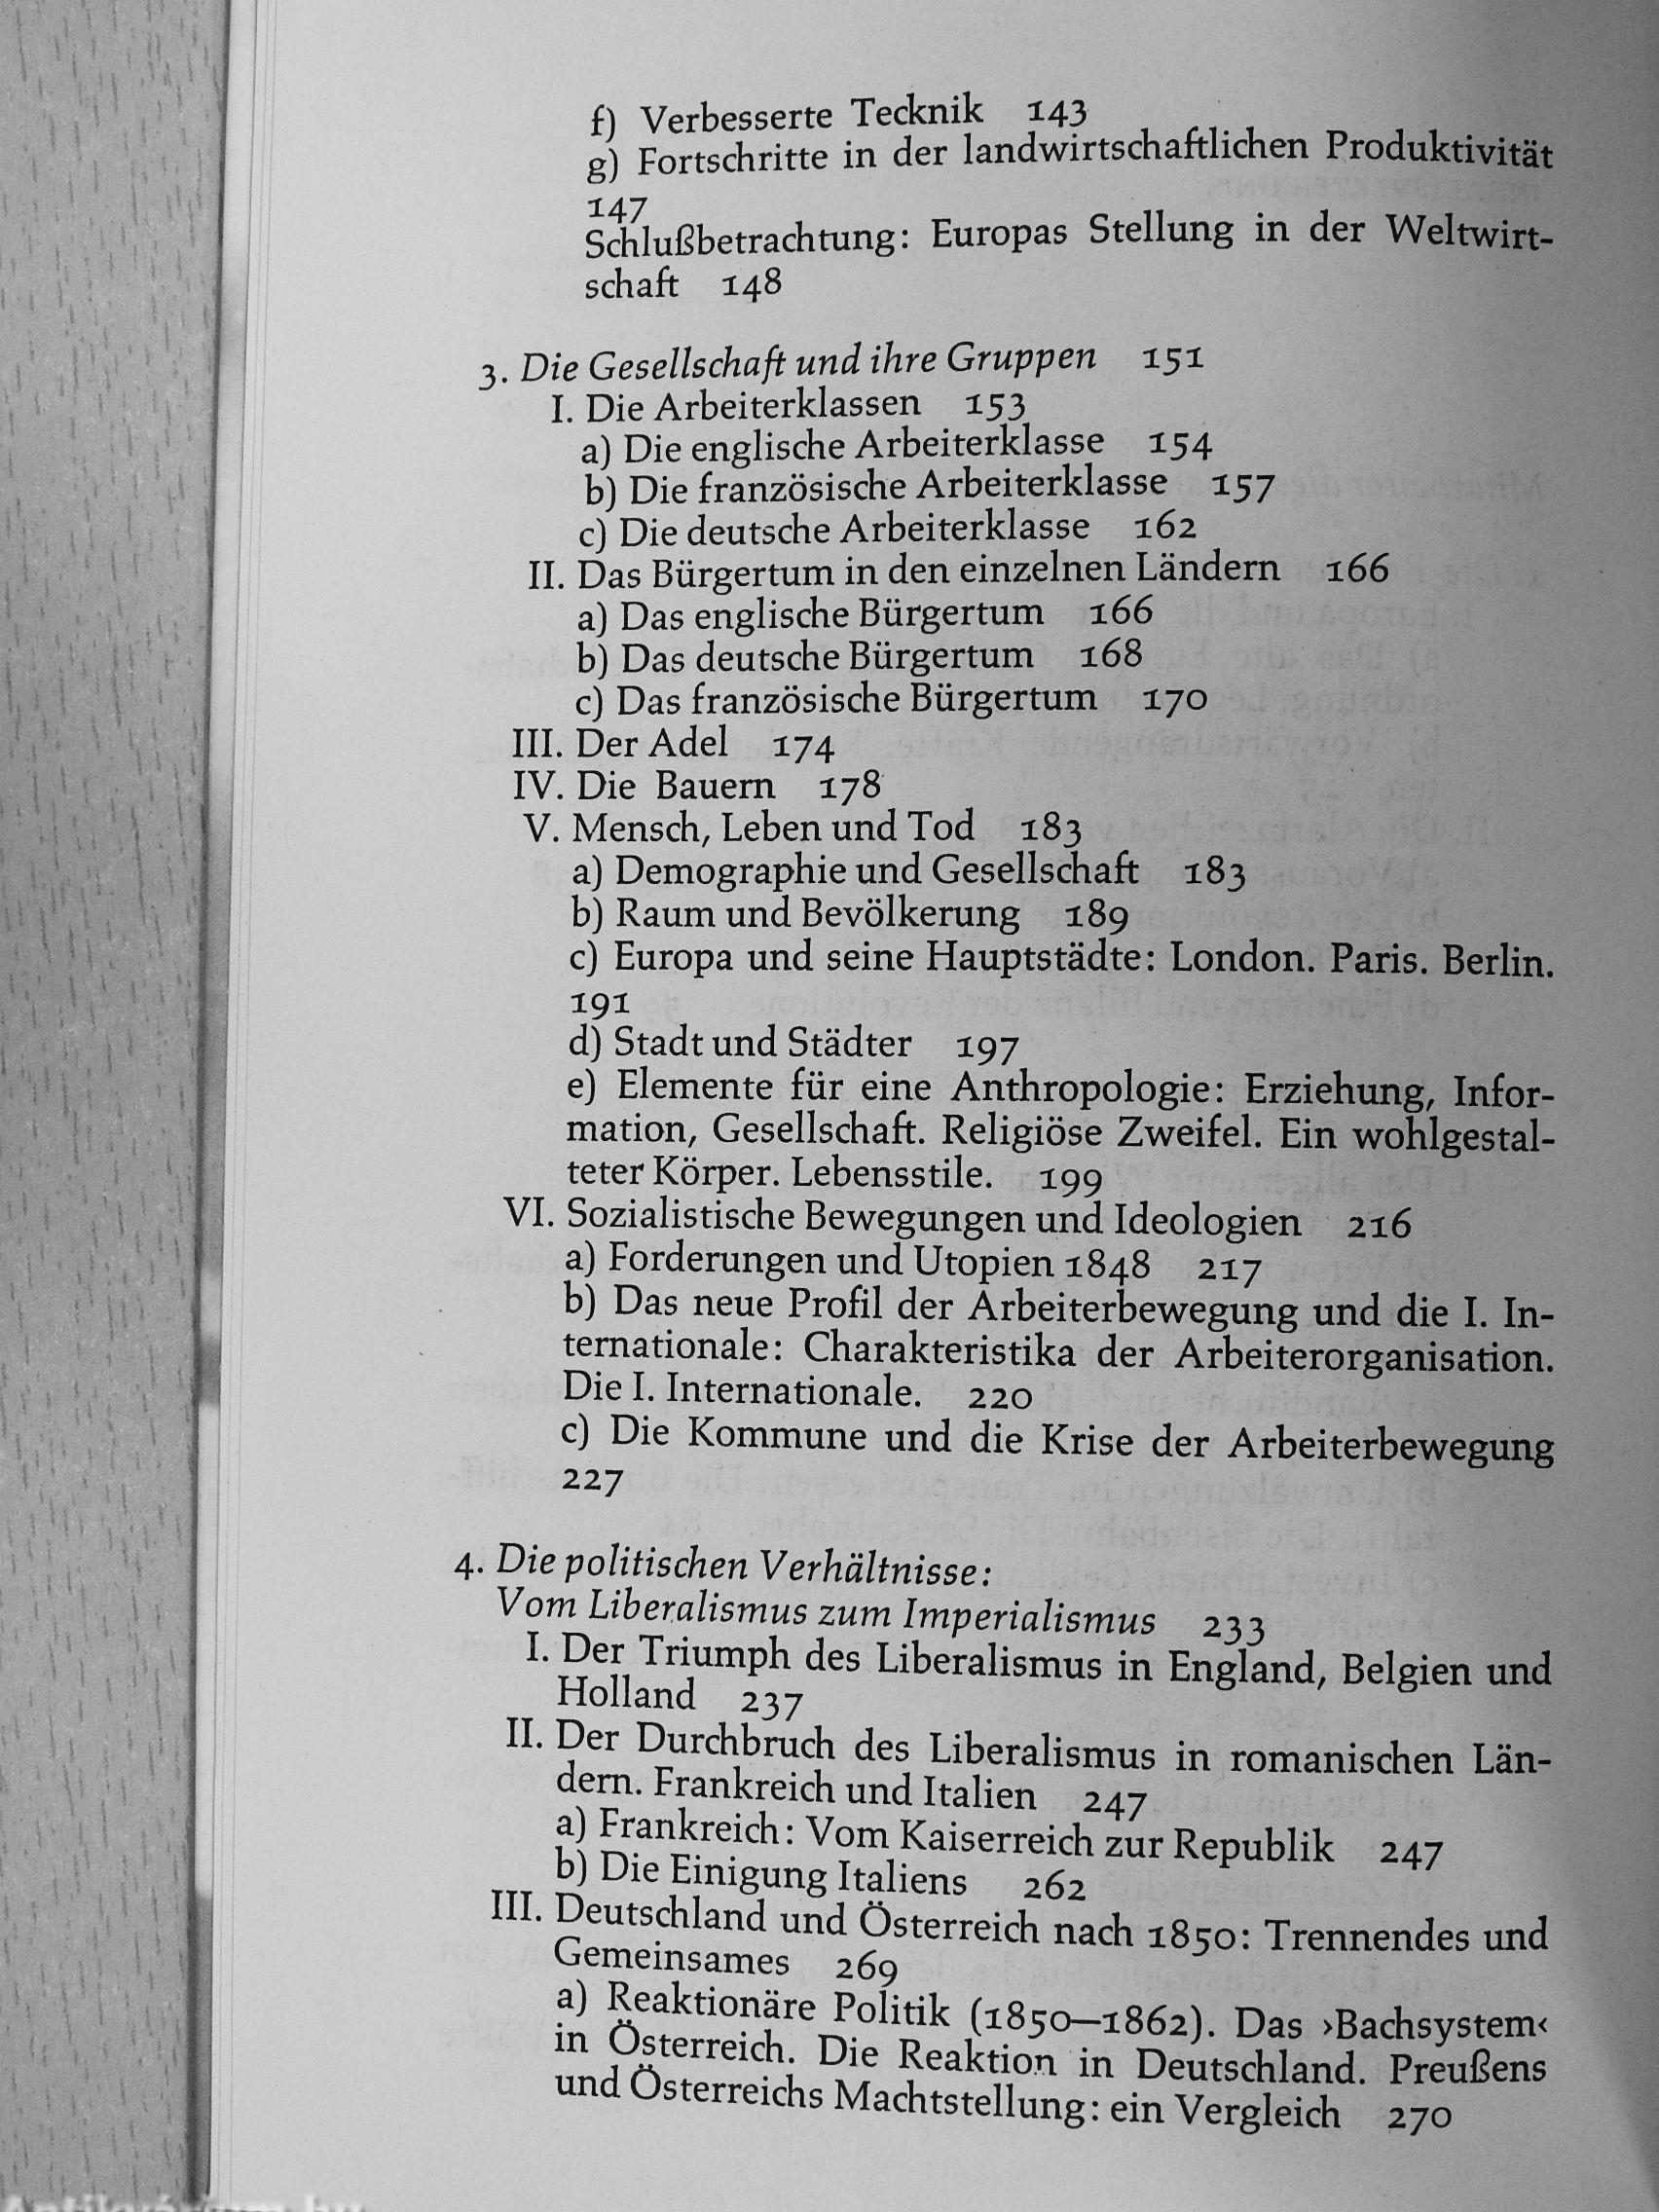 f) Verbesserte Tecknik 143
g) Fortschritte in der landwirtschaftlichen Produktivität
147
Schlußbetrachtung: Europas Stellung in der Weltwirt-
schaft 148
3. Die Gesellschaft und ihre Gruppen 151
I. Die Arbeiterklassen 153
a) Die englische Arbeiterklasse 154
b) Die französische Arbeiterklasse 157
c) Die deutsche Arbeiterklasse 162
II. Das Bürgertum in den einzelnen Ländern 166
a) Das englische Bürgertum 166
b) Das deutsche Bürgertum 168
c) Das französische Bürgertum 170
III. Der Adel 174
IV. Die Bauern 178
V. Mensch, Leben und Tod 183
a) Demographie und Gesellschaft 183
b) Raum und Bevölkerung 189
c) Europa und seine Hauptstädte: London. Paris. Berlin.
191
d) Stadt und Städter 197
e) Elemente für eine Anthropologie: Erziehung, Infor-
mation, Gesellschaft. Religiöse Zweifel. Ein wohlgestal-
teter Körper. Lebensstile. 199
VI. Sozialistische Bewegungen und Ideologien 216
a) Forderungen und Utopien 1848 217
b) Das neue Profil der Arbeiterbewegung und die I. In-
ternationale: Charakteristika der Arbeiterorganisation.
Die I. Internationale. 220
c) Die Kommune und die Krise der Arbeiterbewegung
227
4. Die politischen Verhältnisse:
Vom Liberalismus zum Imperialismus 233
I. Der Triumph des Liberalismus in England, Belgien und
Holland 237
II. Der Durchbruch des Liberalismus in romanischen Län-
dern. Frankreich und Italien 247
a) Frankreich: Vom Kaiserreich zur Republik 247
b) Die Einigung Italiens 262
III. Deutschland und Österreich nach 1850: Trennendes und
Gemeinsames 269
a) Reaktionäre Politik (1850—1862). Das ›Bachsystem‹
in Österreich. Die Reaktion in Deutschland. Preußens
und Österreichs Machtstellung: ein Vergleich 270